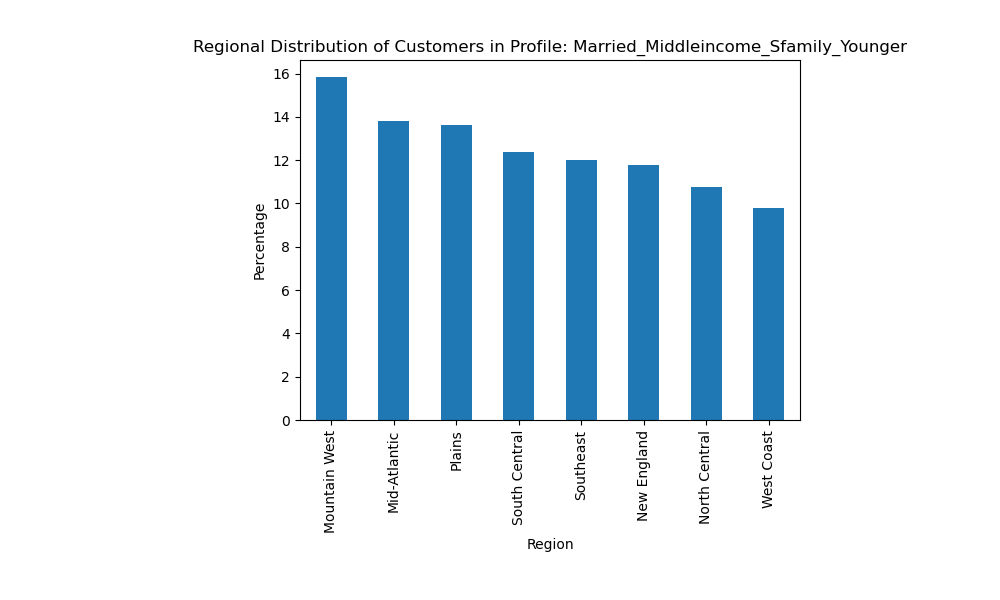 Regional Distribution of Customers in Profile: Married_Middleincome_Sfamily_Younger
Percentage
16
14
12
10
8
6
4
2
0
Mountain West
Mid-Atlantic
Plains
South Central
Southeast
New England
North Central
West Coast
Region